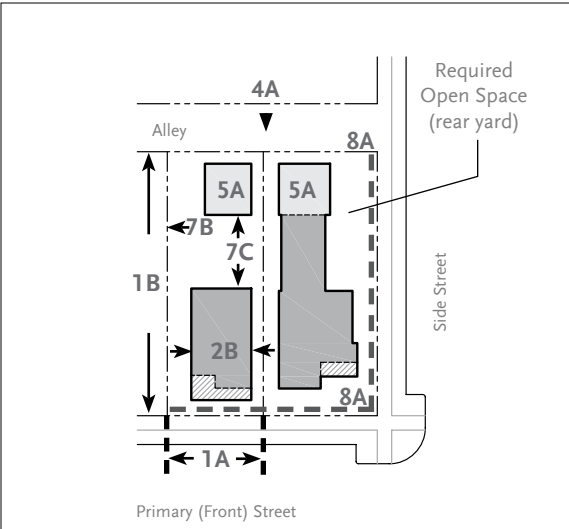 Required
Open Space
(rear yard)
4A
Alley
8A
5A
5A
7B
7C
1B
Side Street
2B
8A
1A
Primary (Front) Street